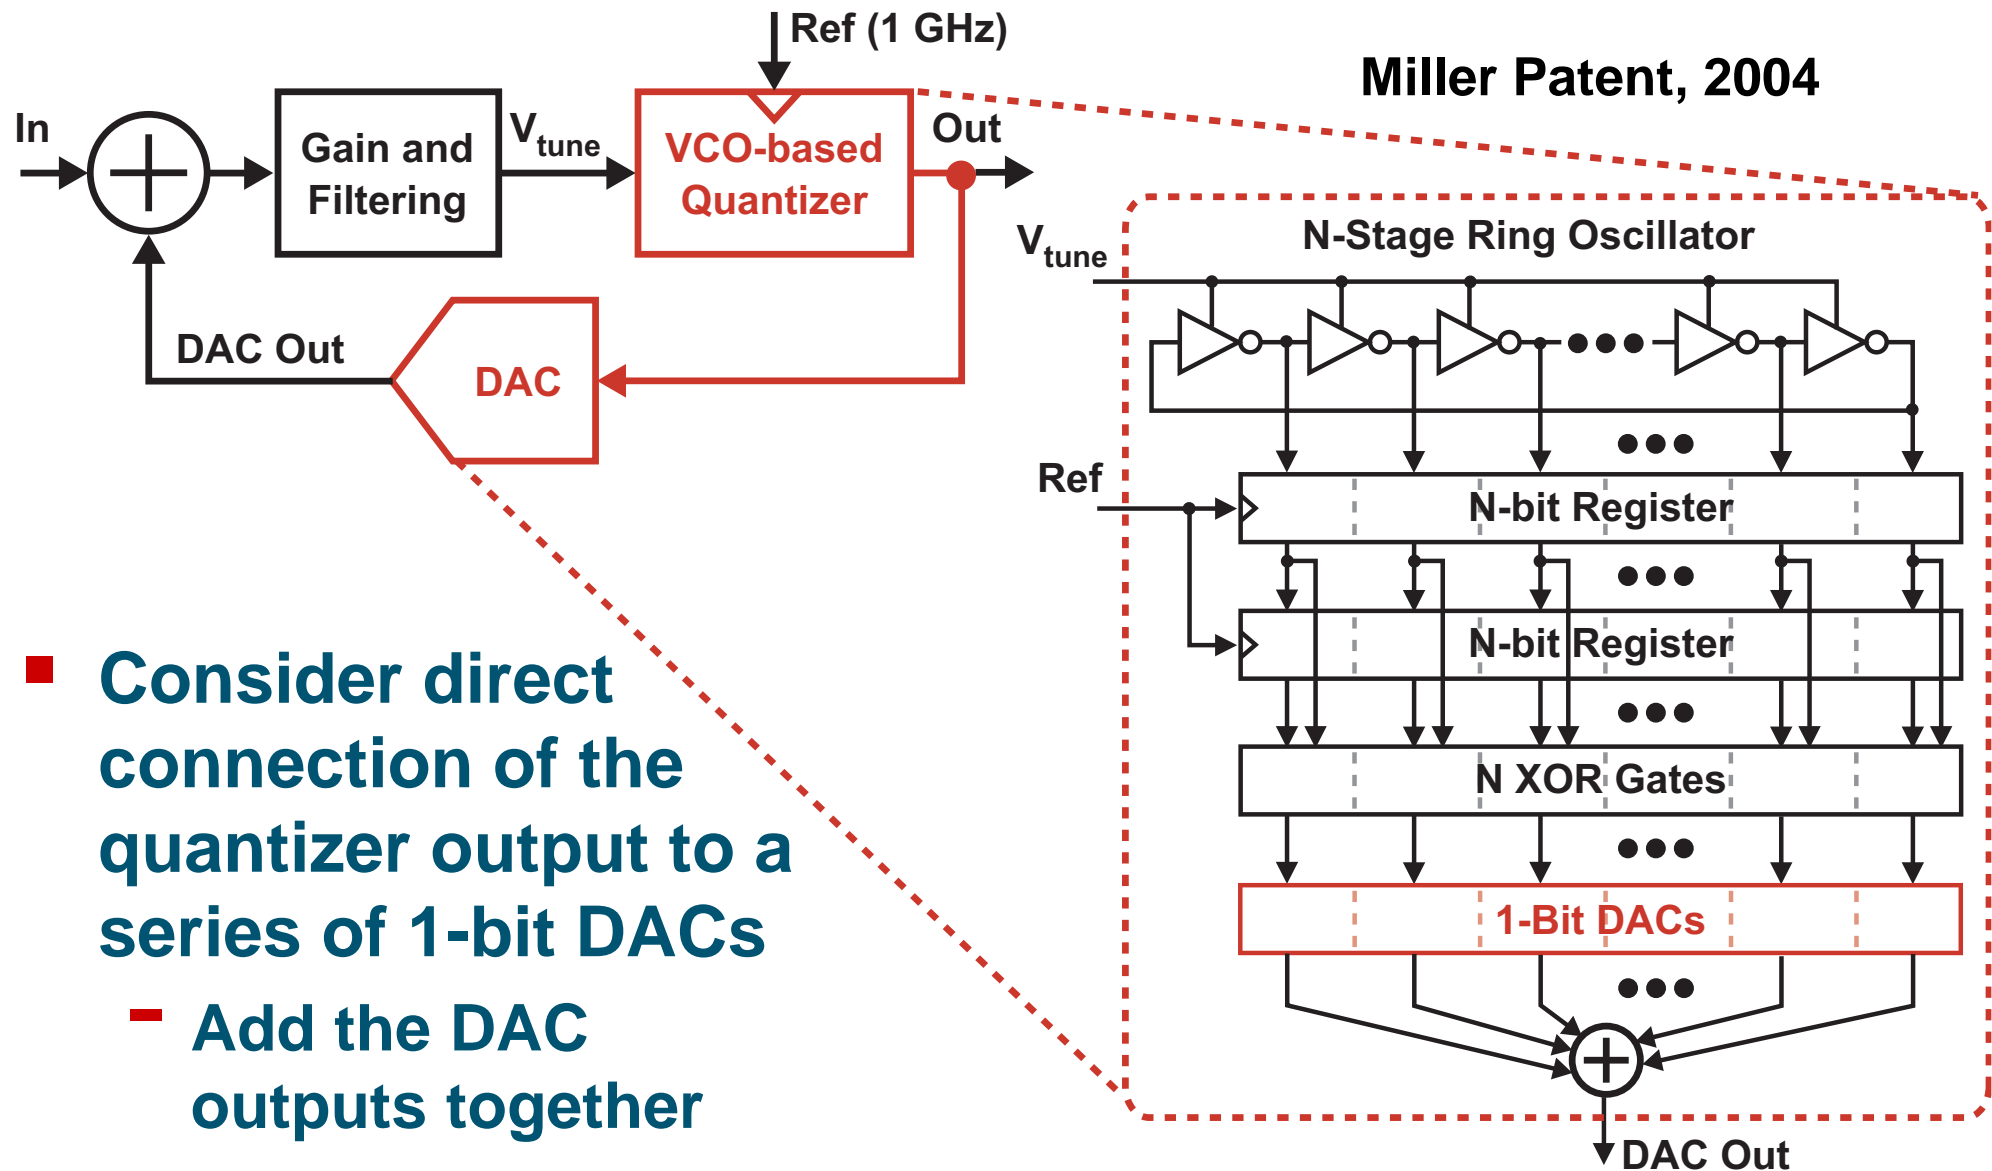 Ref (1 GHz)
Miller Patent, 2004
In
Gain and
Filtering
Vtune
VCO-based
Quantizer
Out
DAC Out
DAC
Vtune
N-Stage Ring Oscillator
Ref
N-bit Register
N-bit Register
N XOR Gates
1-Bit DACs
DAC Out
Consider direct
connection of the
quantizer output to a
series of 1-bit DACs
Add the DAC
outputs together